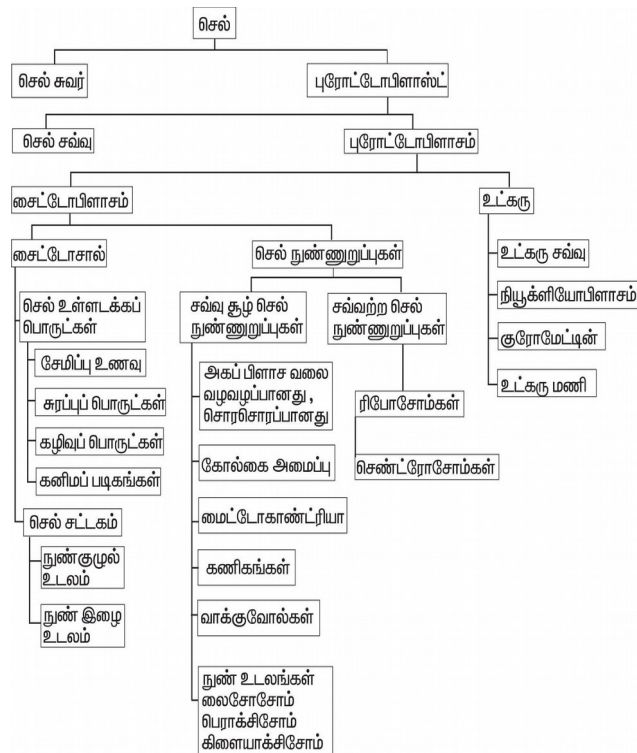 செல்
செல் சுவர்
புரோட்டோபிளாஸ்ட்
செல் சவ்வு
புரோட்டோபிளாசம்
சைட்டோபிளாசம்
உட்கரு
சைட்டோசால்
செல் நுண்ணுறுப்புகள்
உட்கரு சவ்வு
நியூக்ளியோபிளாசம்
குரோமேட்டின்
உட்கரு மணி
செல் உள்ளடக்கப்
பொருட்கள்
சேமிப்பு உணவு
சுரப்புப் பொருட்கள்
கழிவுப் பொருட்கள்
கனிமப் படிகங்கள்
செல் சட்டகம்
நுண்குமுல்
உடலம்
நுண் இழை
உடலம்
சவ்வு சூழ் செல்
நுண்ணுறுப்புகள்
அகப் பிளாச வலை
வழவழப்பானது ,
சொரசொரப்பானது
கோல்கை அமைப்பு
மைட்டோகாண்ட்ரியா
கணிகங்கள்
வாக்குவோல்கள்
நுண் உடலங்கள்
லைசோசோம்
பெராக்சிசோம்
கிளையாக்சிசோம்
சவ்வற்ற செல்
நுண்ணுறுப்புகள்
ரிபோசோம்கள்
செண்ட்ரோசோம்கள்